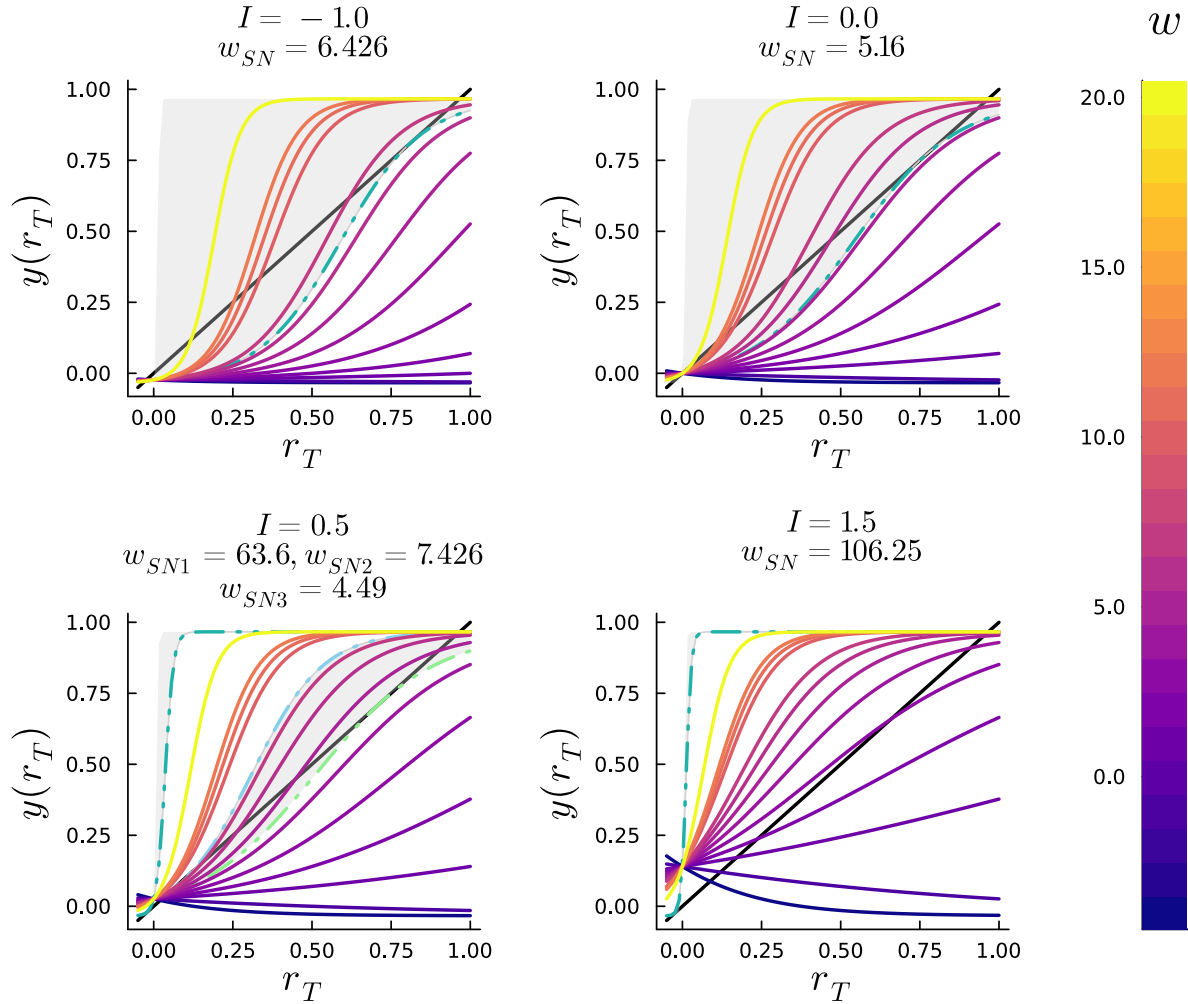 I = −1.0
w_SN = 6.426
1.00
0.75
0.50
0.25
0.00
0.00 0.25 0.50 0.75 1.00
y(r_T)
r_T
I = 0.0
w_SN = 5.16
1.00
0.75
0.50
0.25
0.00
0.00 0.25 0.50 0.75 1.00
y(r_T)
r_T
w
20.0
15.0
10.0
5.0
0.0
I = 0.5
w_SN1 = 63.6, w_SN2 = 7.426
w_SN3 = 4.49
1.00
0.75
0.50
0.25
0.00
0.00 0.25 0.50 0.75 1.00
y(r_T)
r_T
I = 1.5
w_SN = 106.25
1.00
0.75
0.50
0.25
0.00
0.00 0.25 0.50 0.75 1.00
y(r_T)
r_T